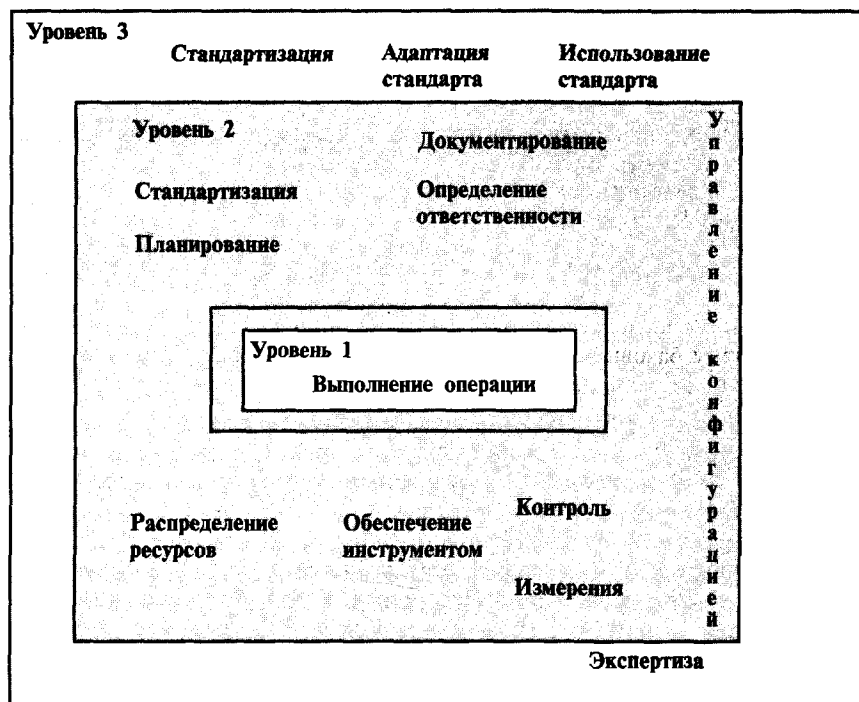 Уровень 3
Стандартизация
Адаптация
стандарта
Использование
стандарта
Уровень 2
Документирование
Стандартизация
Определение
ответственности
Планирование
Управление конфигурацией
Уровень 1
Выполнение операции
Распределение
ресурсов
Обеспечение
инструментом
Контроль
Измерения
Экспертиза